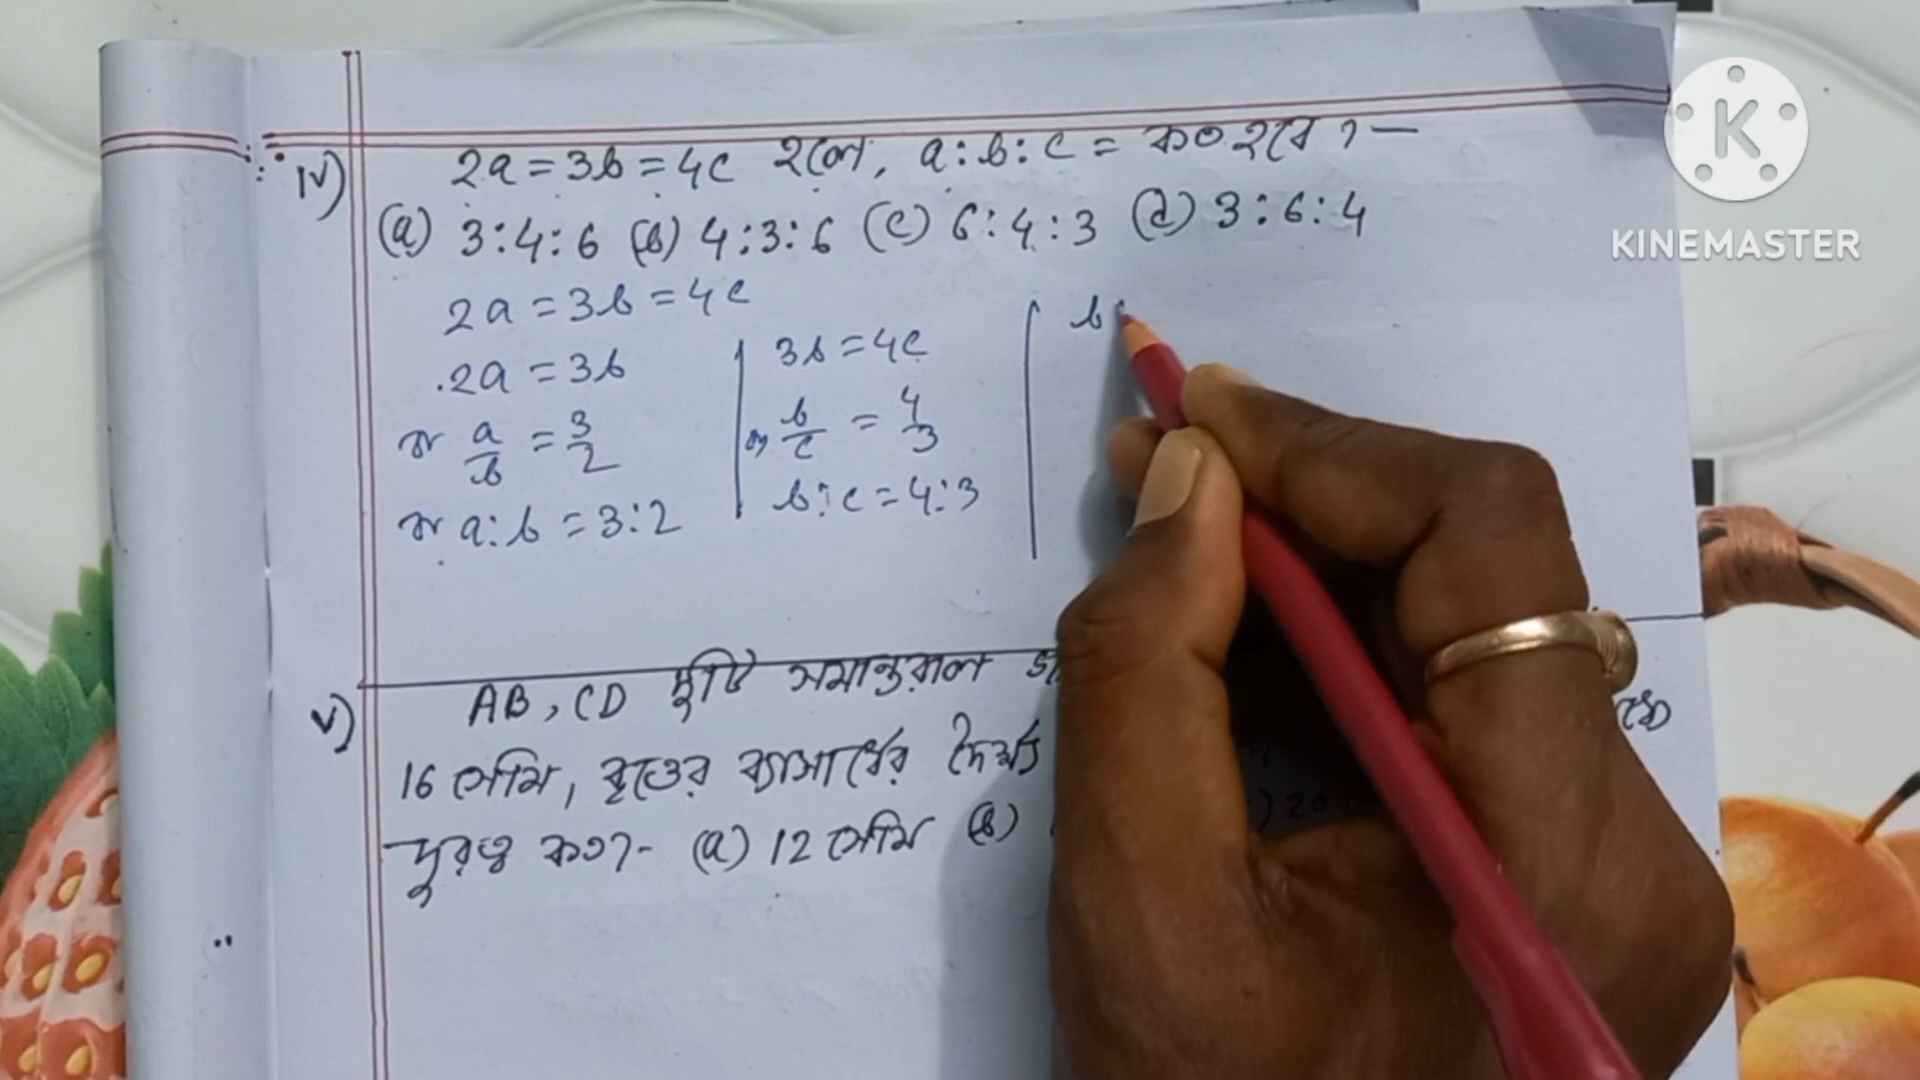 iv) 2a = 3b = 4c হলে, a:b:c = কত হবে ? —
(a) 3:4:6 (b) 4:3:6 (c) 6:4:3 (d) 3:6:4
2a = 3b = 4c
2a = 3b
বা a/b = 3/2
বা a:b = 3:2
3b = 4c
বা b/c = 4/3
b:c = 4:3
b
v) AB, CD দুটি সমান্তরাল
16 সেমি, বৃত্তের ব্যাসার্ধের দৈর্ঘ্য
দূরত্ব কত?- (a) 12 সেমি (b) 20
K
KINEMASTER